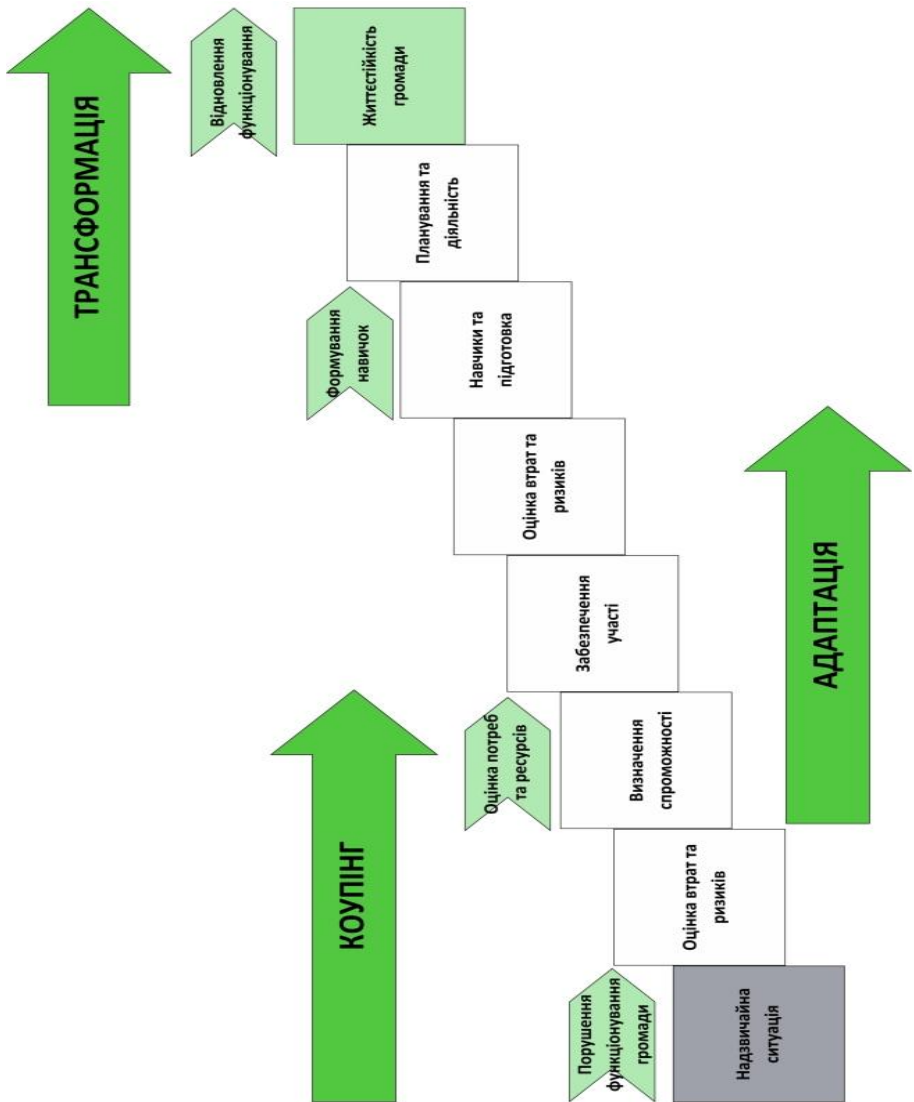 ТРАНСФОРМАЦІЯ
Відновлення
функціонування
КОУПІНГ
Формування
навичок
Життєстійкість
громади
Планування та
діяльність
Навчики та
підготовка
Оцінка потреб
та ресурсів
Оцінка втрат та
ризиків
Забезпечення
участі
Порушення
функціонування
громади
Визначення
спроможності
Оцінка втрат та
ризиків
Надзвичайна
ситуація
АДАПТАЦІЯ